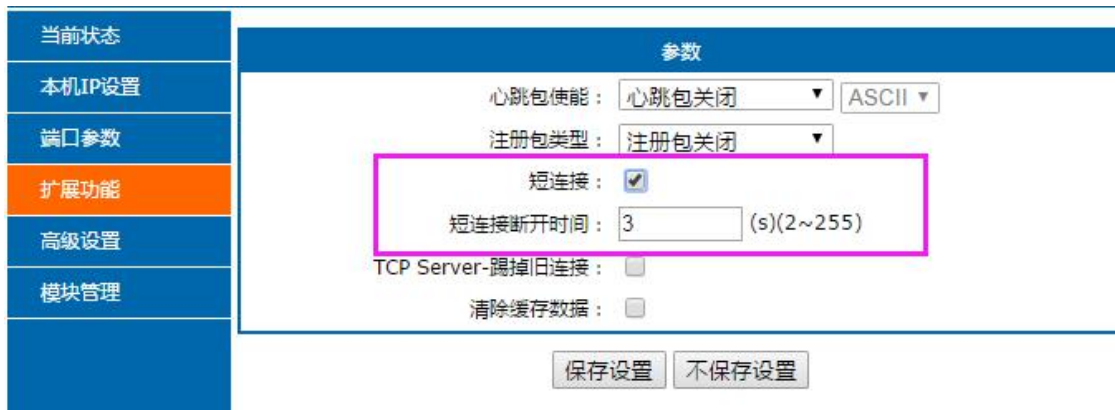 当前状态
本机IP设置
端口参数
扩展功能
高级设置
模块管理
参数
心跳包使能： 心跳包关闭 ASCII
注册包类型： 注册包关闭
短连接：
短连接断开时间： 3 (s)(2~255)
TCP Server-踢掉旧连接：
清除缓存数据：
保存设置 不保存设置